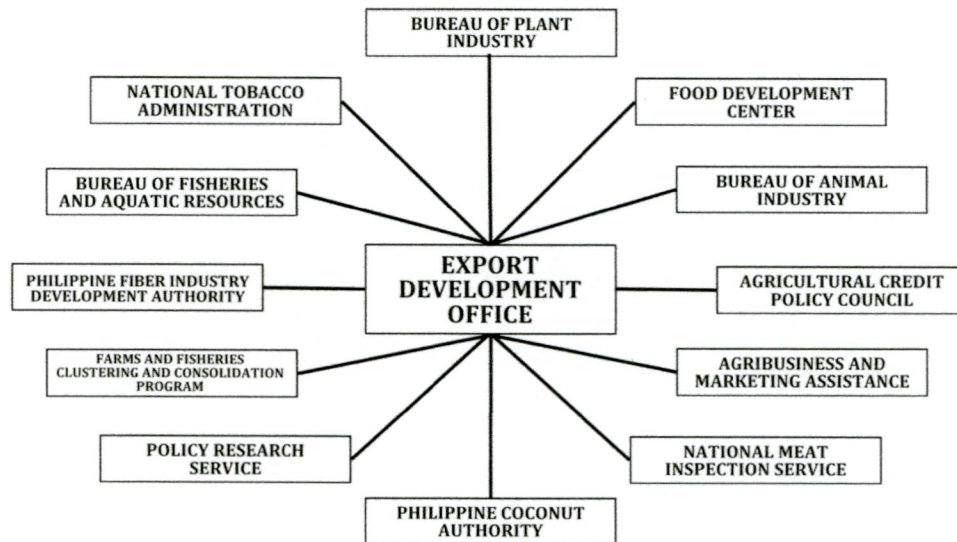 BUREAU OF PLANT
INDUSTRY
NATIONAL TOBACCO
ADMINISTRATION
FOOD DEVELOPMENT
CENTER
BUREAU OF FISHERIES
AND AQUATIC RESOURCES
BUREAU OF ANIMAL
INDUSTRY
EXPORT
DEVELOPMENT
OFFICE
PHILIPPINE FIBER INDUSTRY
DEVELOPMENT AUTHORITY
AGRICULTURAL CREDIT
POLICY COUNCIL
FARMS AND FISHERIES
CLUSTERING AND CONSOLIDATION
PROGRAM
AGRIBUSINESS AND
MARKETING ASSISTANCE
POLICY RESEARCH
SERVICE
NATIONAL MEAT
INSPECTION SERVICE
PHILIPPINE COCONUT
AUTHORITY